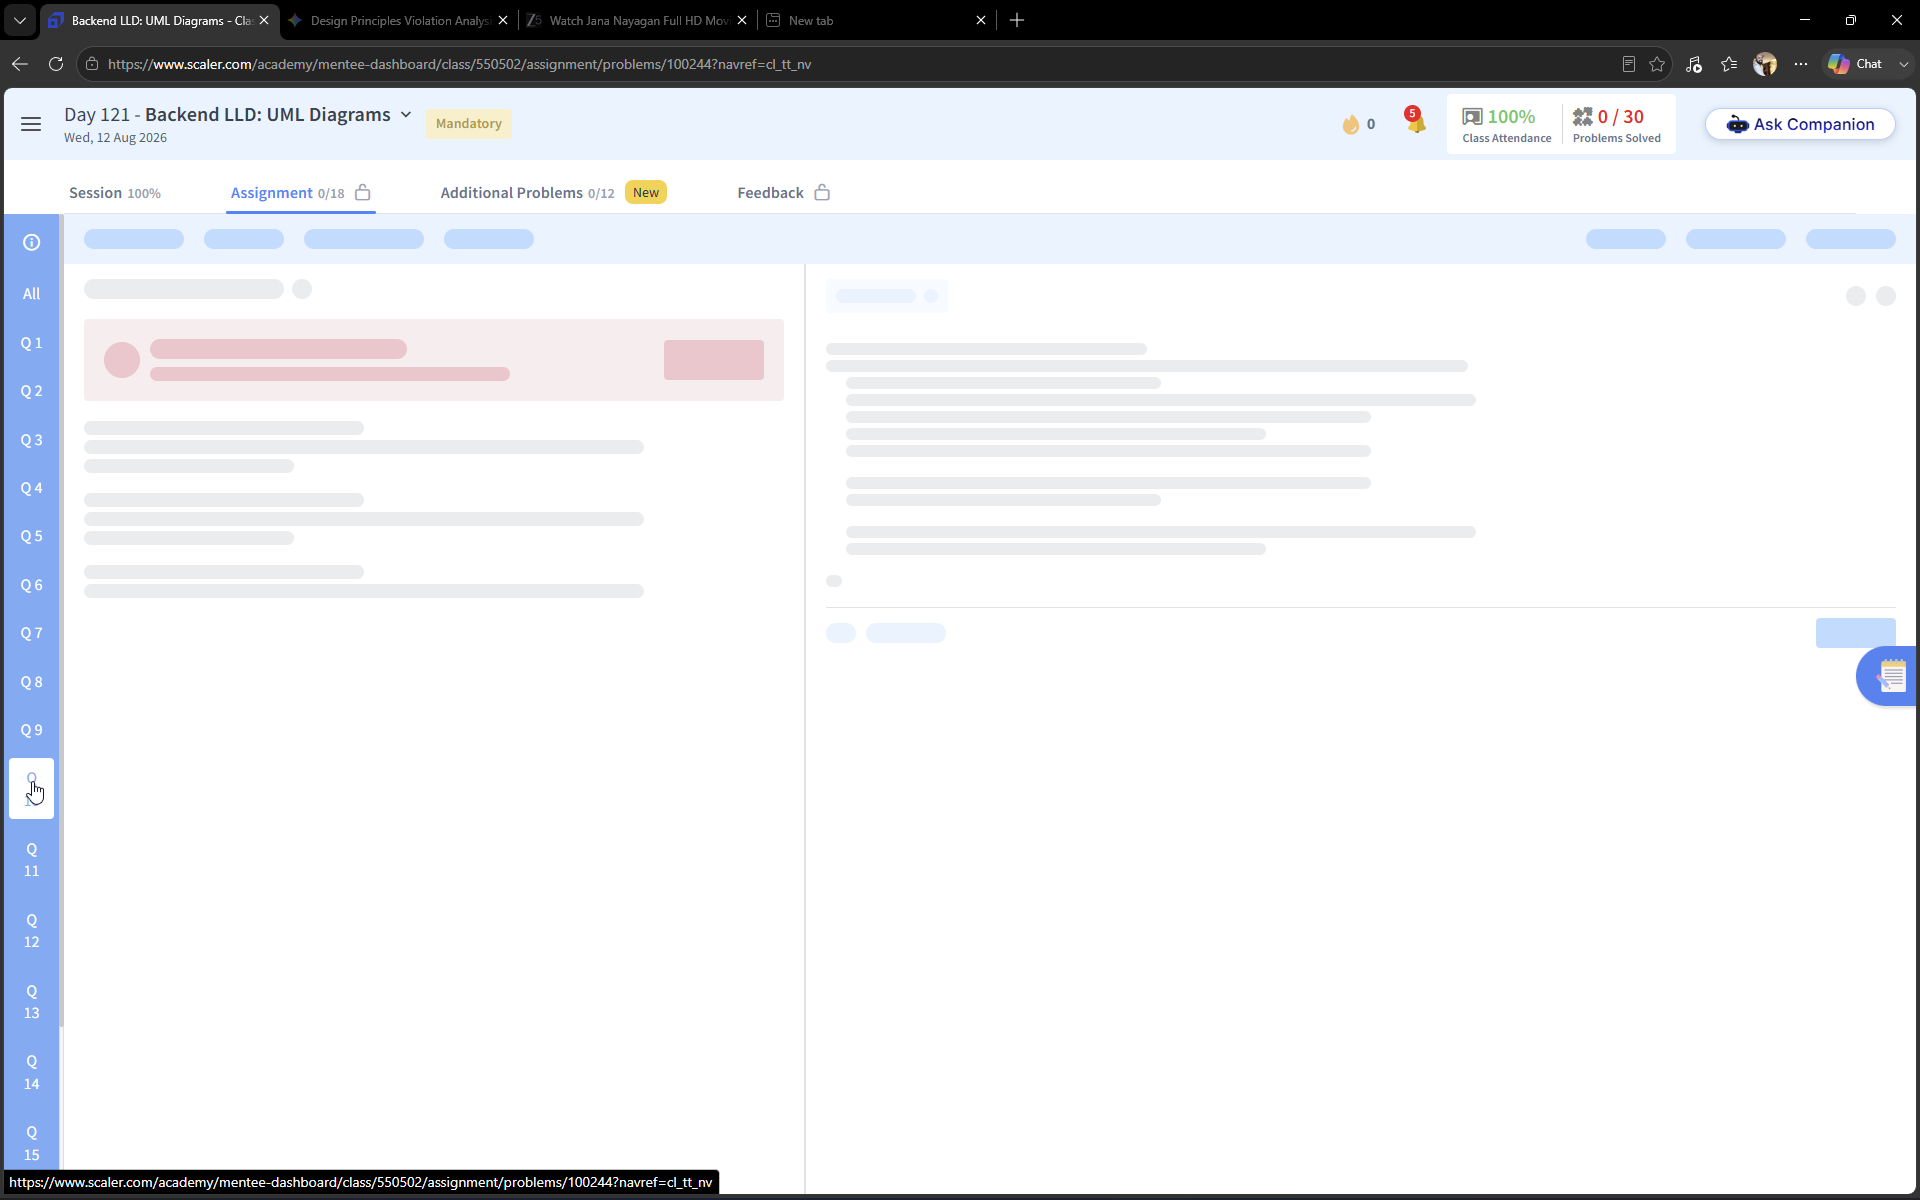 Backend LLD: UML Diagrams - Cla
Design Principles Violation Analys
Watch Jana Nayagan Full HD Mov
New tab
https://www.scaler.com/academy/mentee-dashboard/class/550502/assignment/problems/100244?navref=cl_tt_nv
Chat
Day 121 - Backend LLD: UML Diagrams
Mandatory
Wed, 12 Aug 2026
0
5
100%
Class Attendance
0 / 30
Problems Solved
Ask Companion
Session 100%
Assignment 0/18
Additional Problems 0/12 New
Feedback
All
Q 1
Q 2
Q 3
Q 4
Q 5
Q 6
Q 7
Q 8
Q 9
Q
Q
11
Q
12
Q
13
Q
14
Q
15
https://www.scaler.com/academy/mentee-dashboard/class/550502/assignment/problems/100244?navref=cl_tt_nv